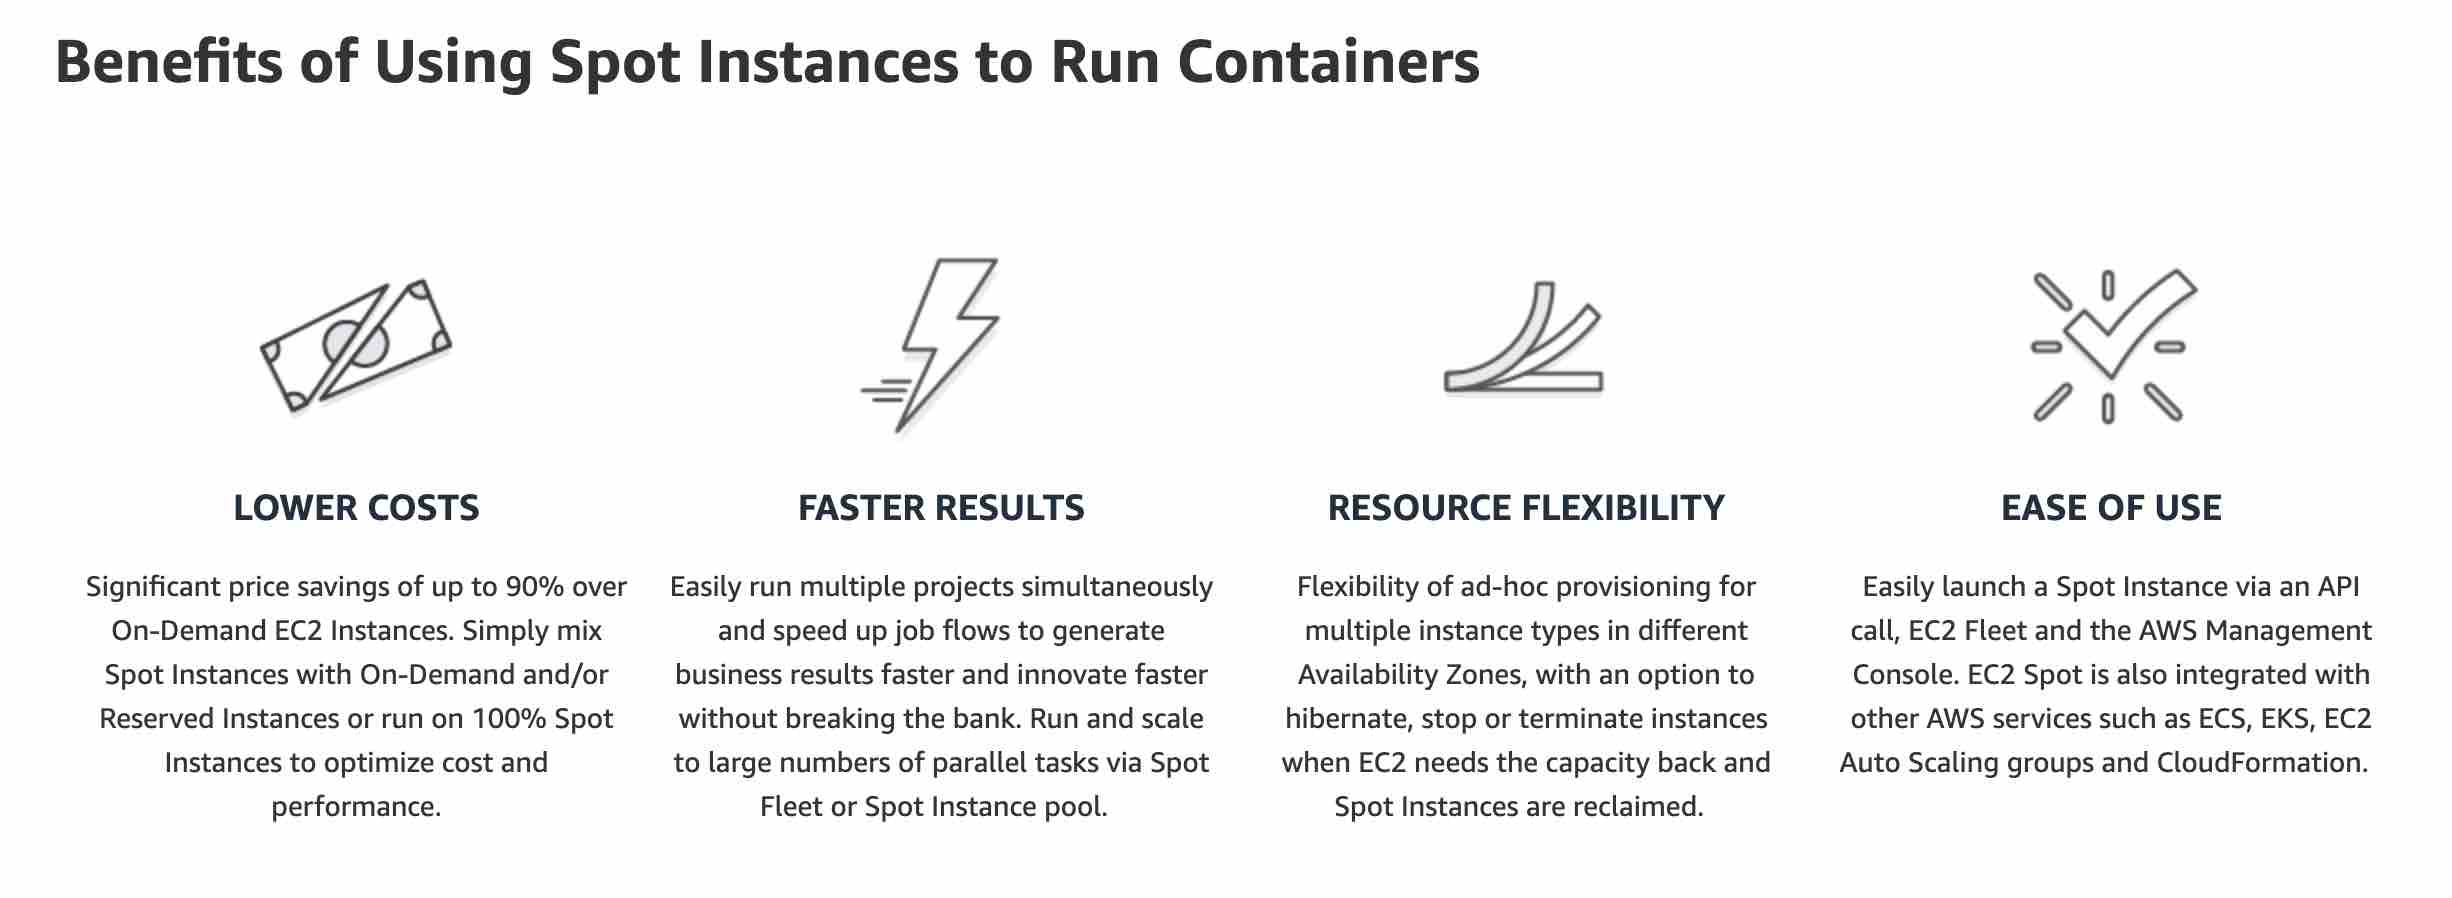 Benefits of Using Spot Instances to Run Containers
LOWER COSTS
Significant price savings of up to 90% over
On-Demand EC2 Instances. Simply mix
Spot Instances with On-Demand and/or
Reserved Instances or run on 100% Spot
Instances to optimize cost and
performance.
FASTER RESULTS
Easily run multiple projects simultaneously
and speed up job flows to generate
business results faster and innovate faster
without breaking the bank. Run and scale
to large numbers of parallel tasks via Spot
Fleet or Spot Instance pool.
RESOURCE FLEXIBILITY
Flexibility of ad-hoc provisioning for
multiple instance types in different
Availability Zones, with an option to
hibernate, stop or terminate instances
when EC2 needs the capacity back and
Spot Instances are reclaimed.
EASE OF USE
Easily launch a Spot Instance via an API
call, EC2 Fleet and the AWS Management
Console. EC2 Spot is also integrated with
other AWS services such as ECS, EKS, EC2
Auto Scaling groups and CloudFormation.